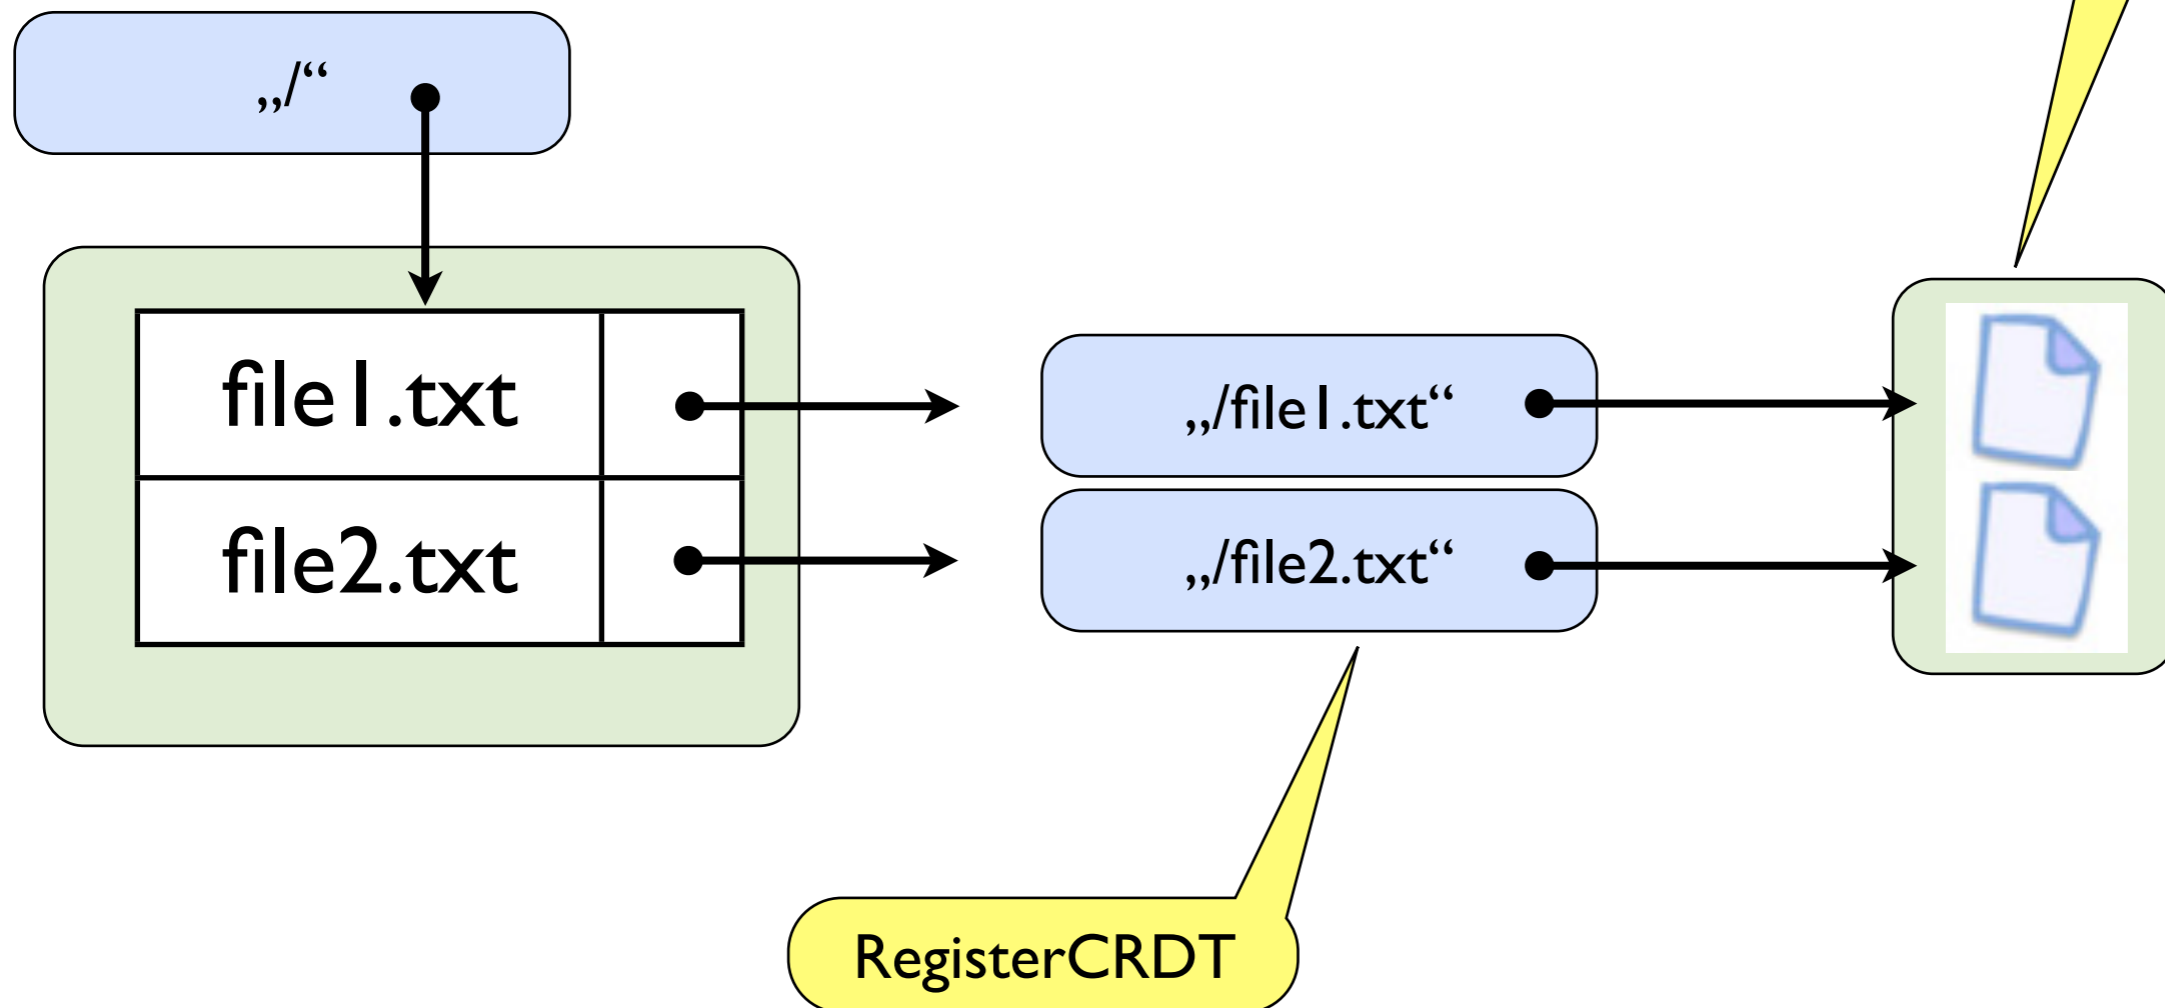 „/“
file1.txt
„/file1.txt“
file2.txt
„/file2.txt“
RegisterCRDT